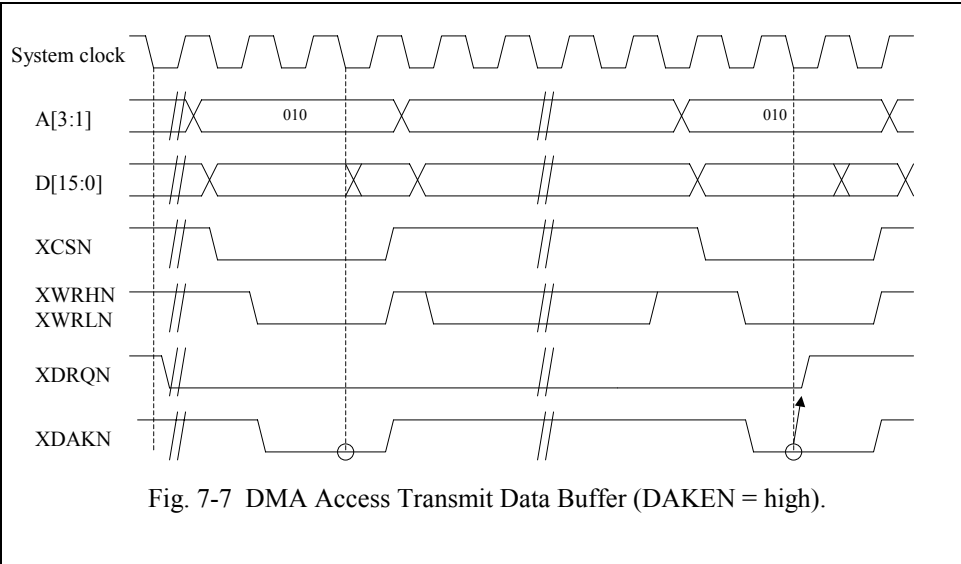 System clock
A[3:1]
010
010
D[15:0]
XCSN
XWRHN
XWRLN
XDRQN
XDAKN
Fig. 7-7 DMA Access Transmit Data Buffer (DAKEN = high).